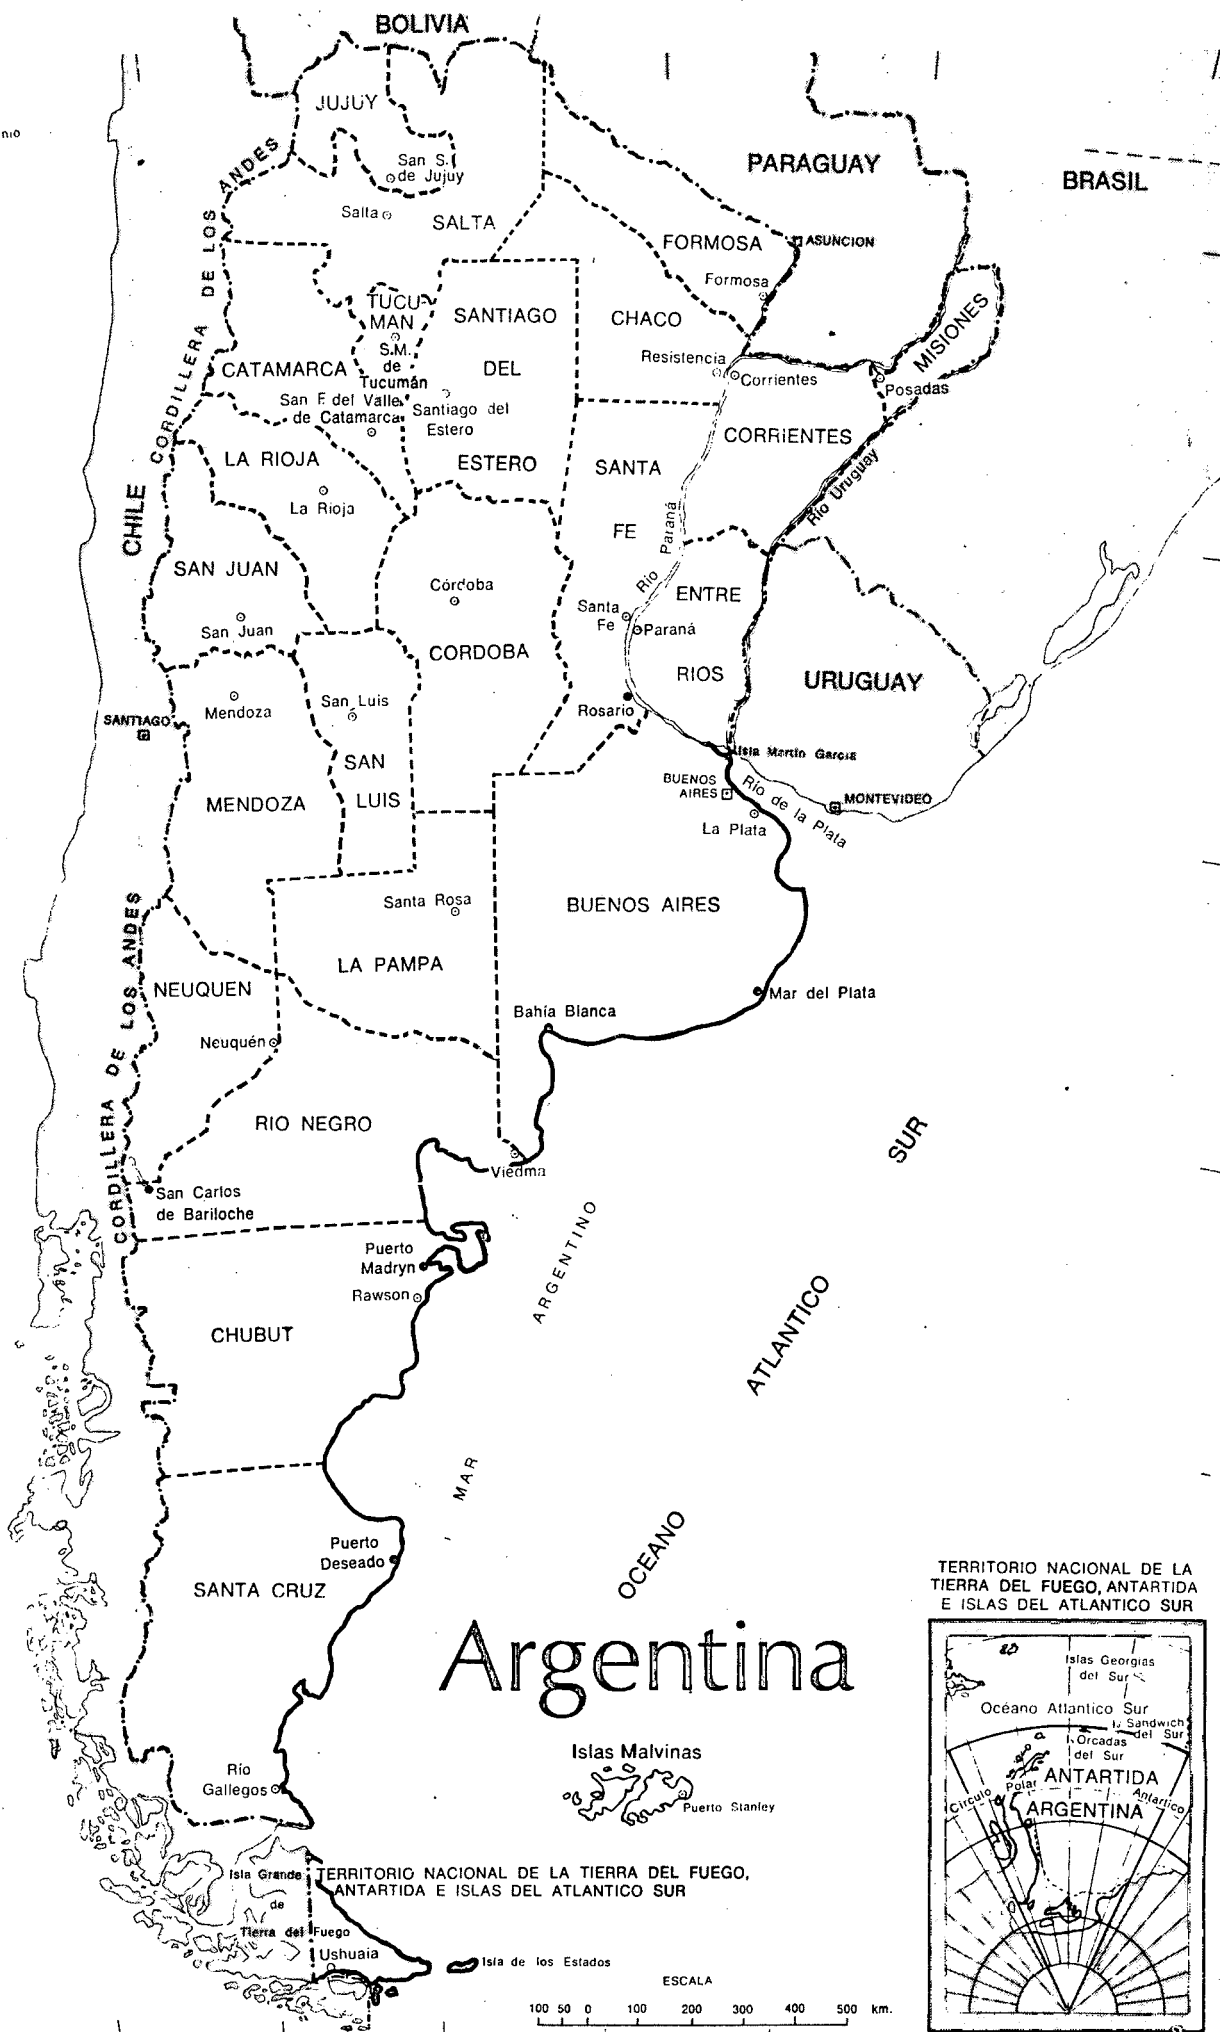 BOLIVIA
JUJUY
nio
San S.
de Jujuy
PARAGUAY
BRASIL
CORDILLERA DE LOS ANDES
Salta
SALTA
FORMOSA
ASUNCION
Formosa
TUCU-
MAN
SANTIAGO
CHACO
MISIONES
S.M.
de
Tucumán
CATAMARCA
DEL
Resistencia
Corrientes
Posadas
San F. del Valle
de Catamarca
Santiago del
Estero
CORRIENTES
LA RIOJA
ESTERO
SANTA
La Rioja
Río Uruguay
CHILE
FE
Río Paraná
SAN JUAN
Córdoba
ENTRE
San Juan
Santa
Fe
Paraná
CORDOBA
RIOS
URUGUAY
Mendoza
San Luis
Rosario
SANTIAGO
Isla Martín García
SAN
LUIS
MENDOZA
BUENOS
AIRES
Río de la Plata
MONTEVIDEO
La Plata
Santa Rosa
BUENOS AIRES
LA PAMPA
CORDILLERA DE LOS ANDES
NEUQUEN
Mar del Plata
Bahía Blanca
Neuquén
RIO NEGRO
SUR
Viedma
San Carlos
de Bariloche
Puerto
Madryn
ARGENTINO
Rawson
CHUBUT
ATLANTICO
MAR
Puerto
Deseado
OCEANO
SANTA CRUZ
Argentina
TERRITORIO NACIONAL DE LA
TIERRA DEL FUEGO, ANTARTIDA
E ISLAS DEL ATLANTICO SUR
Islas Georgias
del Sur
Océano Atlantico Sur
Is Sandwich
del Sur
Is Orcadas
del Sur
ANTARTIDA
Círculo Polar Antartico
ARGENTINA
Islas Malvinas
Puerto Stanley
Río
Gallegos
Isla Grande
de
Tierra del Fuego
TERRITORIO NACIONAL DE LA TIERRA DEL FUEGO,
ANTARTIDA E ISLAS DEL ATLANTICO SUR
Ushuaia
Isla de los Estados
ESCALA
100 50 0 100 200 300 400 500 km.